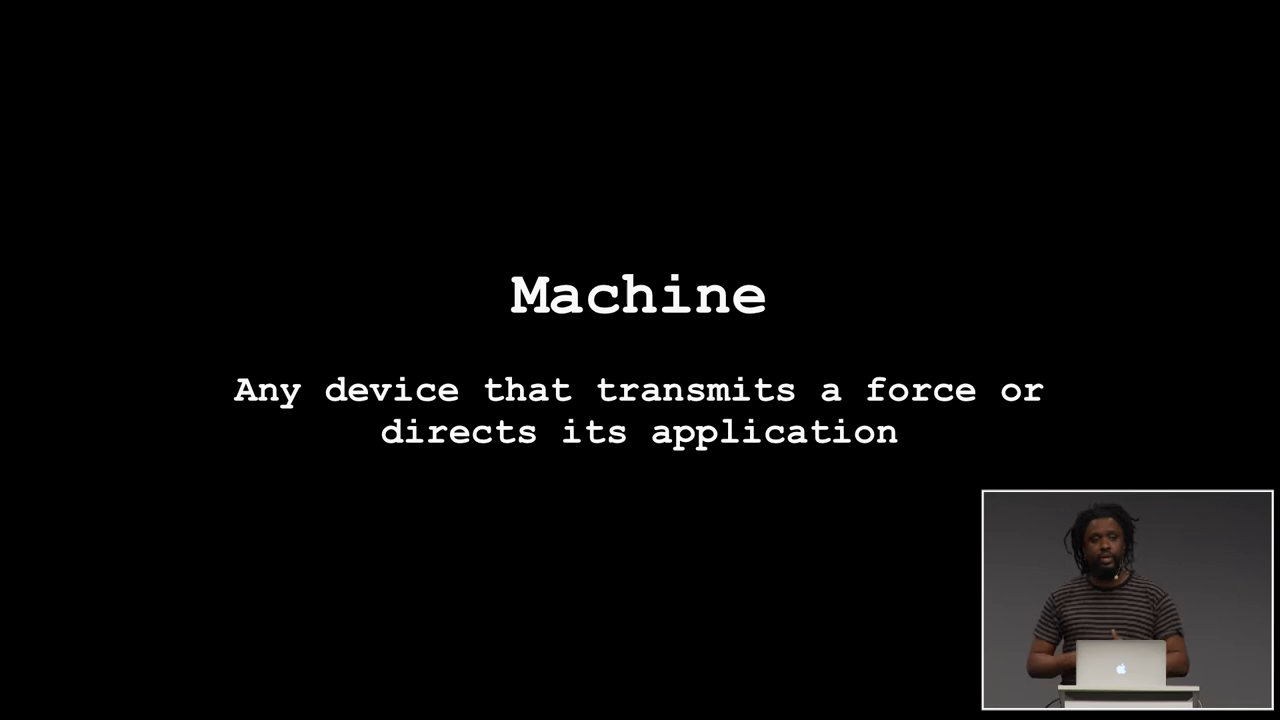 Machine
Any device that transmits a force or
directs its application